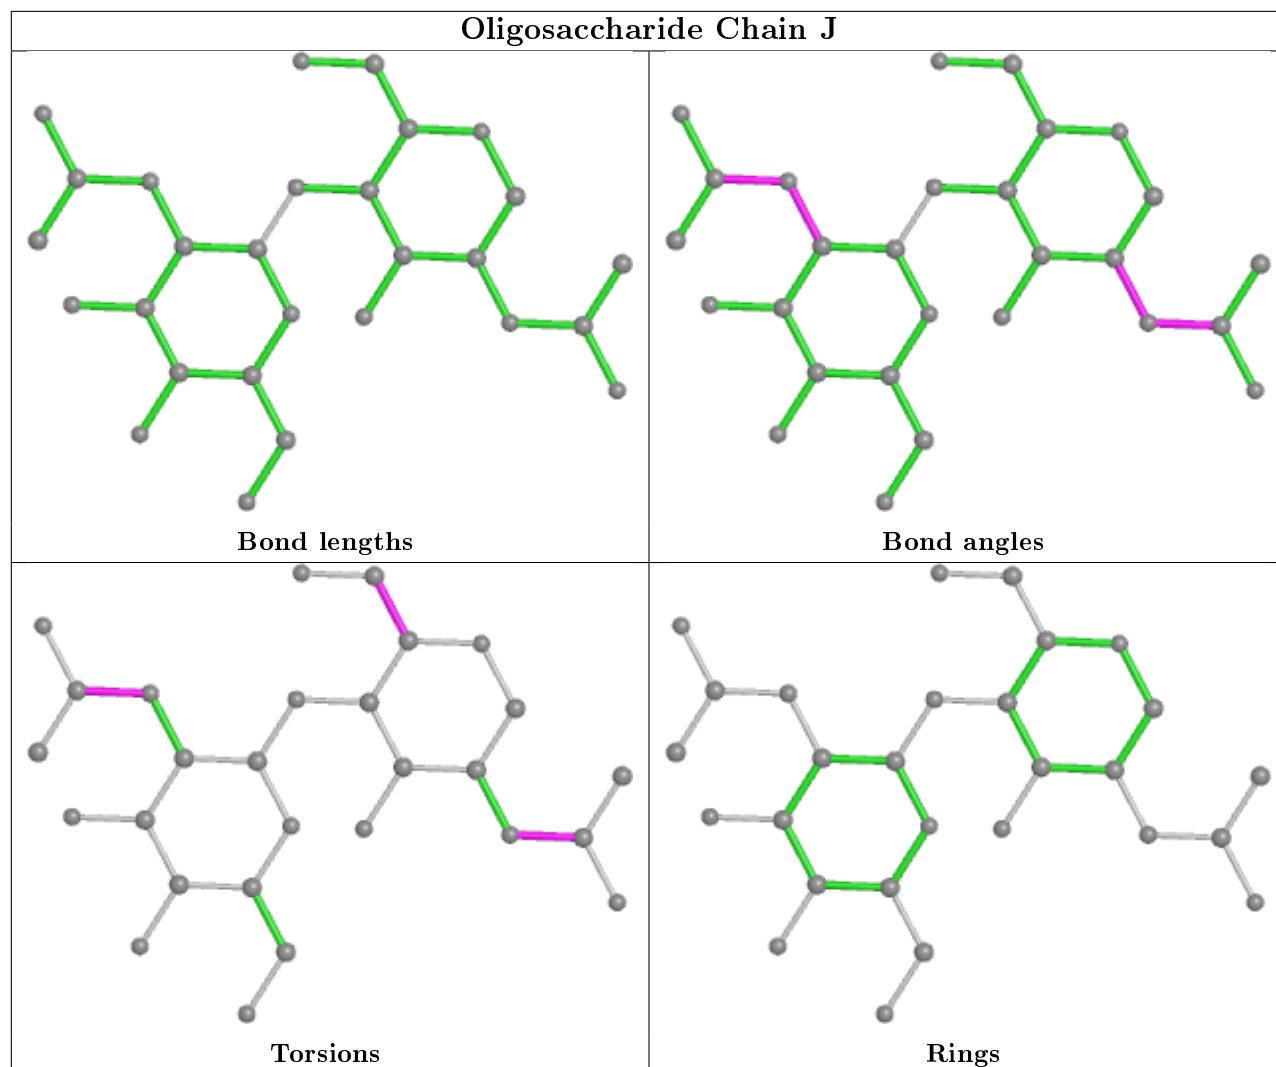 Oligosaccharide Chain J
Bond lengths
Bond angles
Torsions
Rings